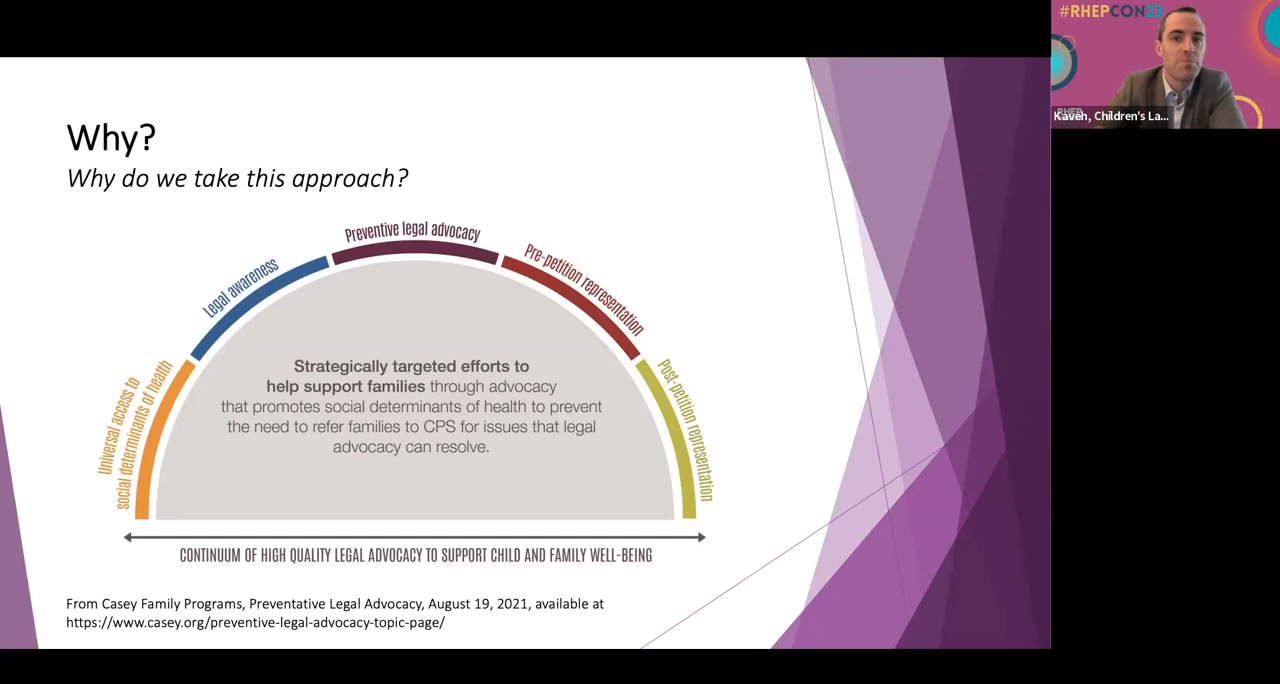 #RHEPCON23
RHEP
Kaven, Children's La...
Why?
Why do we take this approach?
Universal access to
social determinants of health
Legal awareness
Preventive legal advocacy
Pre-petition representation
Post-petition representation
Strategically targeted efforts to
help support families through advocacy
that promotes social determinants of health to prevent
the need to refer families to CPS for issues that legal
advocacy can resolve.
CONTINUUM OF HIGH QUALITY LEGAL ADVOCACY TO SUPPORT CHILD AND FAMILY WELL-BEING
From Casey Family Programs, Preventative Legal Advocacy, August 19, 2021, available at
https://www.casey.org/preventive-legal-advocacy-topic-page/